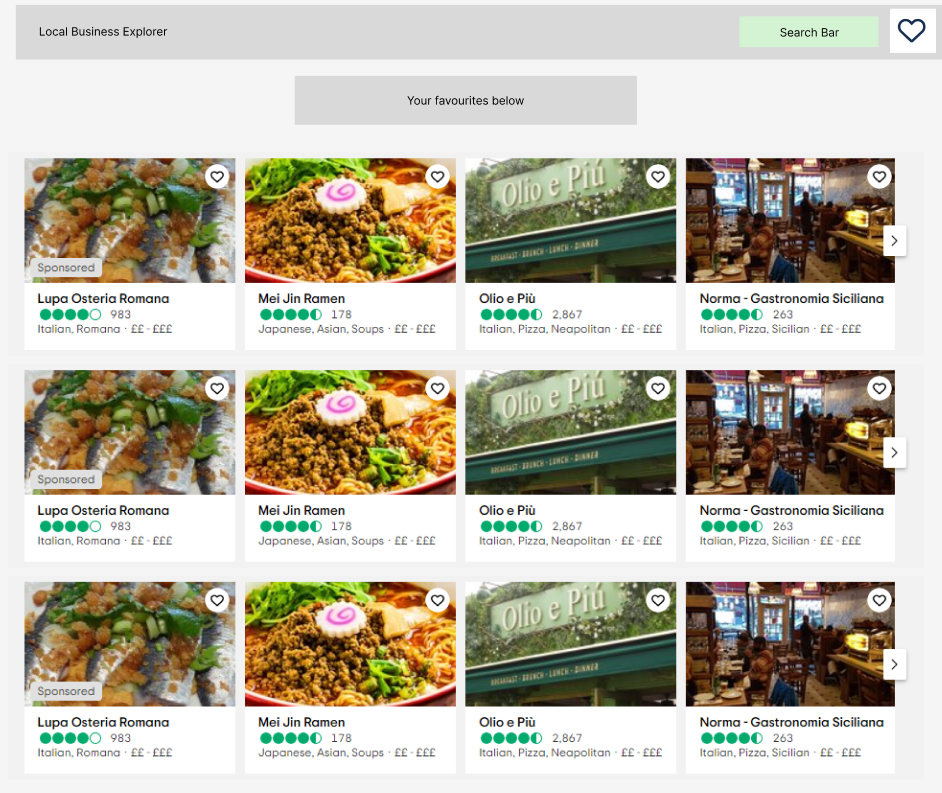 Local Business Explorer
Search Bar
Your favourites below
Olio e Più
BREAKFAST · BRUNCH · LUNCH · DINNER
Sponsored
Lupa Osteria Romana
983
Italian, Romana · ££ - £££
Mei Jin Ramen
178
Japanese, Asian, Soups · ££ - £££
Olio e Più
2,867
Italian, Pizza, Neapolitan · ££ - £££
Norma - Gastronomia Siciliana
263
Italian, Pizza, Sicilian · ££ - £££
Olio e Più
BREAKFAST · BRUNCH · LUNCH · DINNER
Sponsored
Lupa Osteria Romana
983
Italian, Romana · ££ - £££
Mei Jin Ramen
178
Japanese, Asian, Soups · ££ - £££
Olio e Più
2,867
Italian, Pizza, Neapolitan · ££ - £££
Norma - Gastronomia Siciliana
263
Italian, Pizza, Sicilian · ££ - £££
Olio e Più
BREAKFAST · BRUNCH · LUNCH · DINNER
Sponsored
Lupa Osteria Romana
983
Italian, Romana · ££ - £££
Mei Jin Ramen
178
Japanese, Asian, Soups · ££ - £££
Olio e Più
2,867
Italian, Pizza, Neapolitan · ££ - £££
Norma - Gastronomia Siciliana
263
Italian, Pizza, Sicilian · ££ - £££